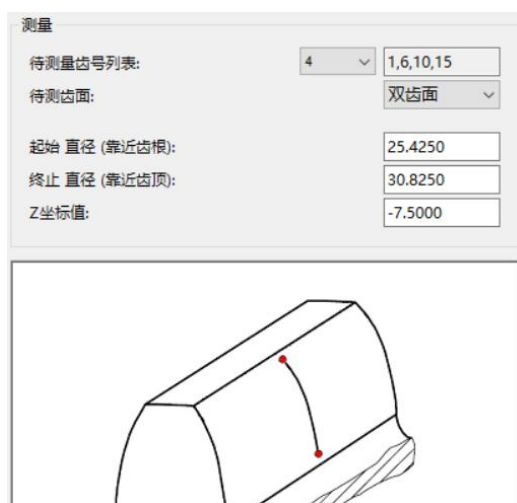 测量
待测量齿号列表: 4 1,6,10,15
待测齿面: 双齿面
起始 直径 (靠近齿根): 25.4250
终止 直径 (靠近齿顶): 30.8250
Z坐标值: -7.5000